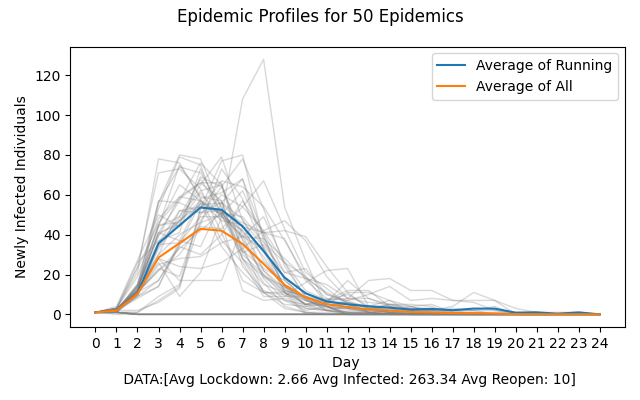 Epidemic Profiles for 50 Epidemics
Newly Infected Individuals
120
100
80
60
40
20
0
Average of Running
Average of All
0 1 2 3 4 5 6 7 8 9 10 11 12 13 14 15 16 17 18 19 20 21 22 23 24
Day
DATA:[Avg Lockdown: 2.66 Avg Infected: 263.34 Avg Reopen: 10]